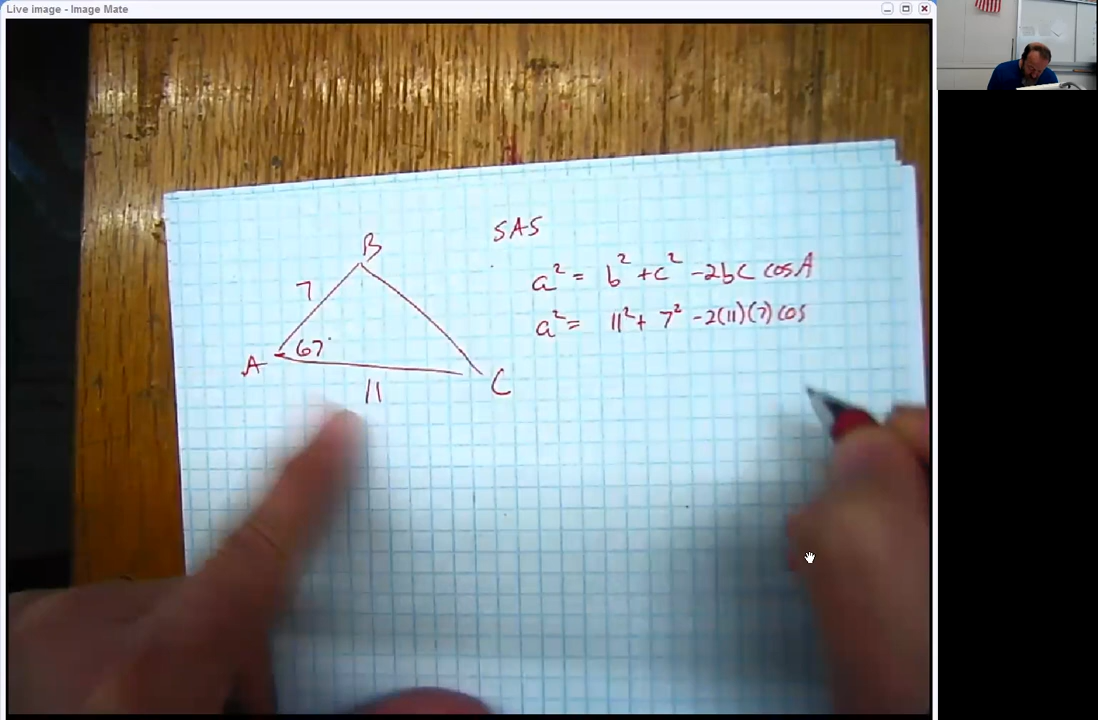 Live image - Image Mate
SAS
B
a² = b² + c² - 2bc cosA
7
a² = 11² + 7² - 2(11)(7) cos
A 67°
C
11